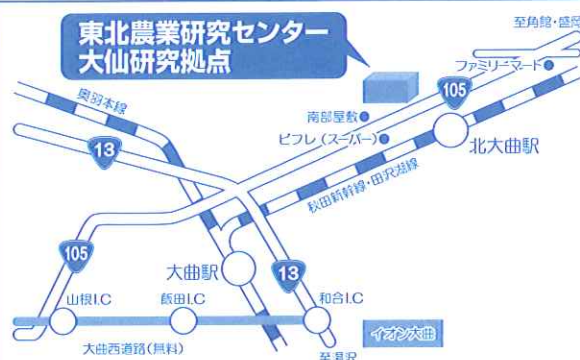 東北農業研究センター
大仙研究拠点
至角館・盛岡
ファミリーマート
105
奥羽本線
南部屋敷
ビフレ（スーパー）
北大曲駅
13
秋田新幹線・田沢湖線
105
大曲駅
13
山根I.C
飯田I.C
和合I.C
イオン大曲
大曲西道路（無料）
至湯沢